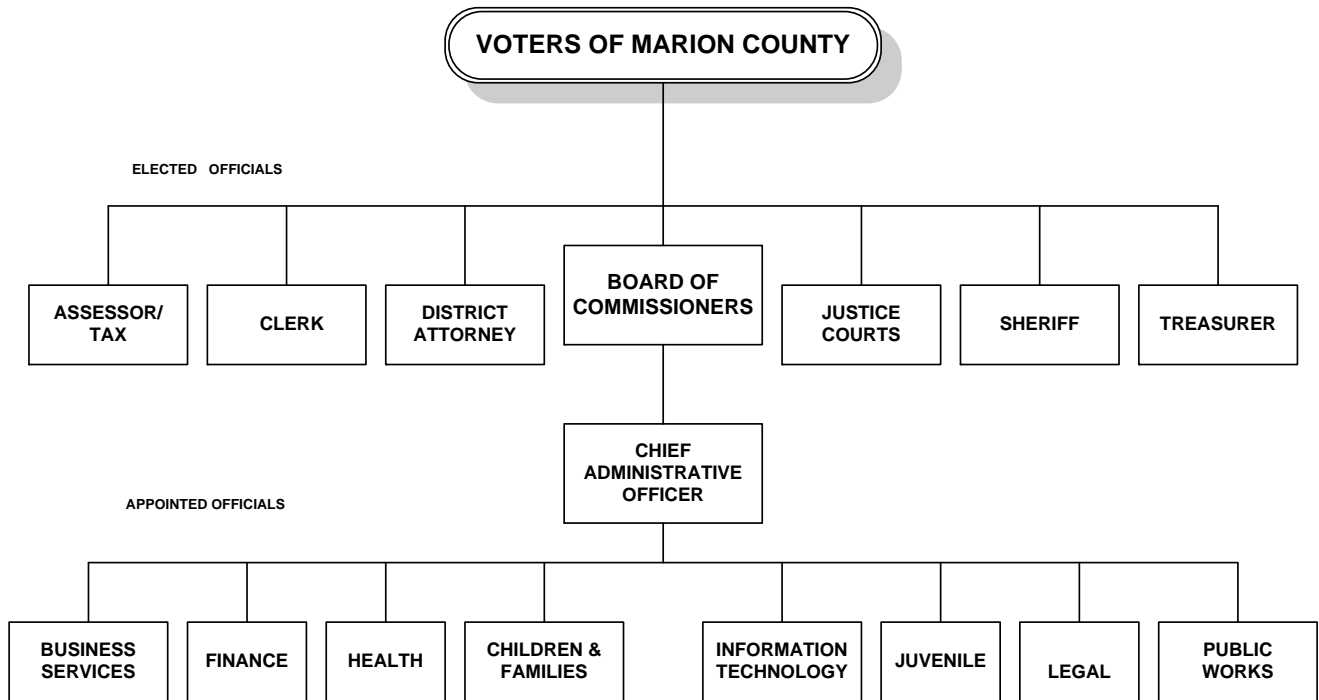 VOTERS OF MARION COUNTY
ELECTED OFFICIALS
ASSESSOR/
TAX
CLERK
DISTRICT
ATTORNEY
BOARD OF
COMMISSIONERS
JUSTICE
COURTS
SHERIFF
TREASURER
CHIEF
ADMINISTRATIVE
OFFICER
APPOINTED OFFICIALS
BUSINESS
SERVICES
FINANCE
HEALTH
CHILDREN &
FAMILIES
INFORMATION
TECHNOLOGY
JUVENILE
LEGAL
PUBLIC
WORKS